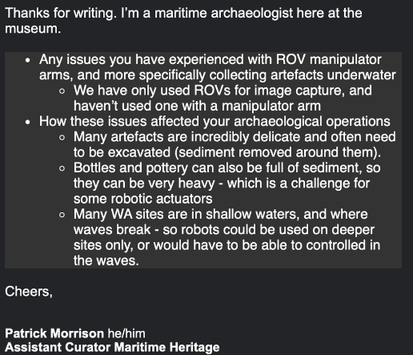 Thanks for writing. I'm a maritime archaeologist here at the
museum.
• Any issues you have experienced with ROV manipulator
arms, and more specifically collecting artefacts underwater
○ We have only used ROVs for image capture, and
haven't used one with a manipulator arm
• How these issues affected your archaeological operations
○ Many artefacts are incredibly delicate and often need
to be excavated (sediment removed around them).
○ Bottles and pottery can also be full of sediment, so
they can be very heavy - which is a challenge for
some robotic actuators
○ Many WA sites are in shallow waters, and where
waves break - so robots could be used on deeper
sites only, or would have to be able to controlled in
the waves.
Cheers,
Patrick Morrison he/him
Assistant Curator Maritime Heritage